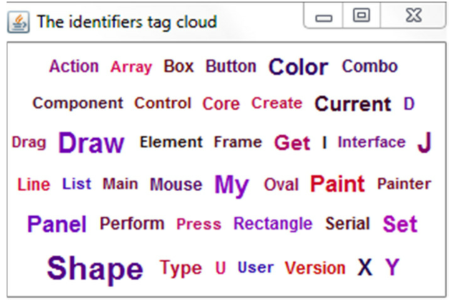 The identifiers tag cloud
Action Array Box Button Color Combo
Component Control Core Create Current D
Drag Draw Element Frame Get I Interface J
Line List Main Mouse My Oval Paint Painter
Panel Perform Press Rectangle Serial Set
Shape Type U User Version X Y